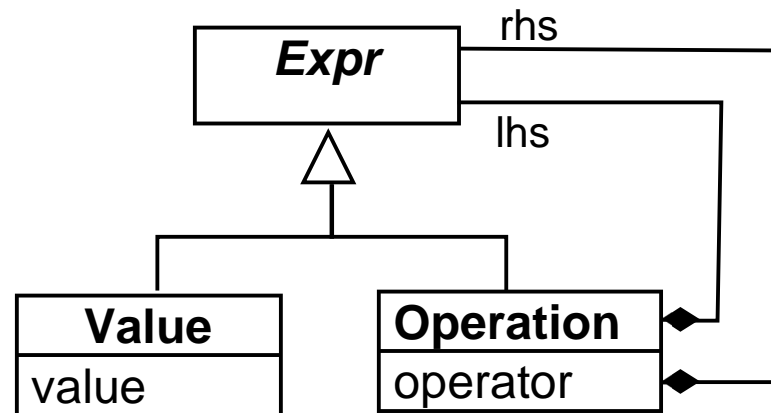 rhs
Expr
lhs
Value
Operation
value
operator